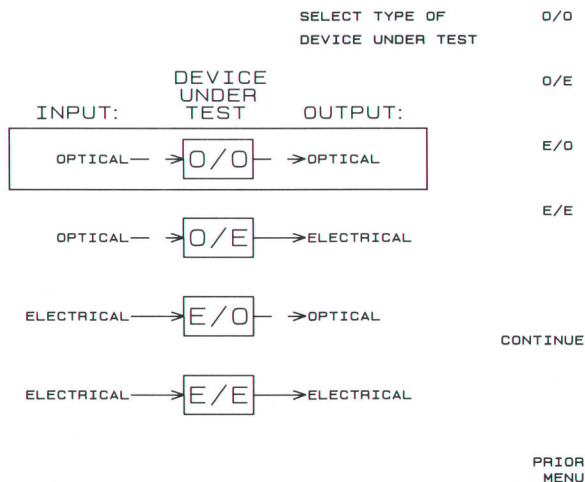 SELECT TYPE OF
DEVICE UNDER TEST
O/O
O/E
E/O
E/E
CONTINUE
PRIOR
MENU
INPUT:
DEVICE
UNDER
TEST
OUTPUT:
OPTICAL O/O OPTICAL
OPTICAL O/E ELECTRICAL
ELECTRICAL E/O OPTICAL
ELECTRICAL E/E ELECTRICAL